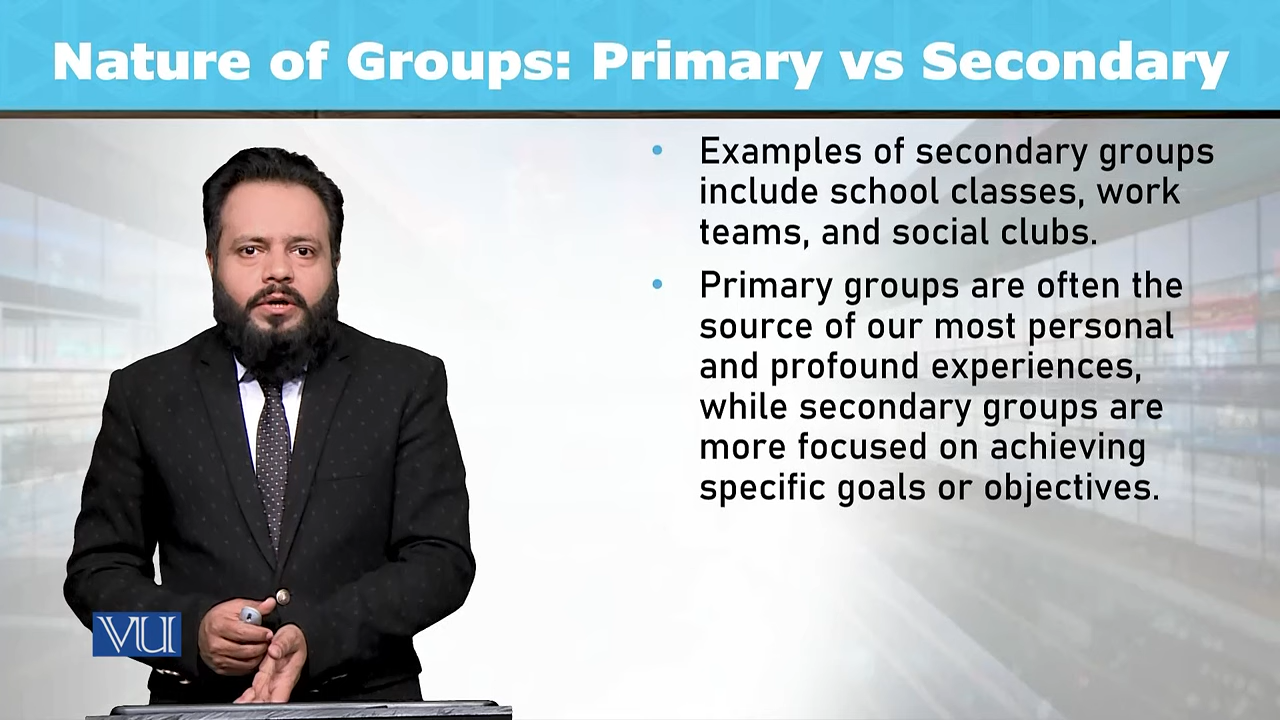 Nature of Groups: Primary vs Secondary
• Examples of secondary groups
include school classes, work
teams, and social clubs.
• Primary groups are often the
source of our most personal
and profound experiences,
while secondary groups are
more focused on achieving
specific goals or objectives.
VU